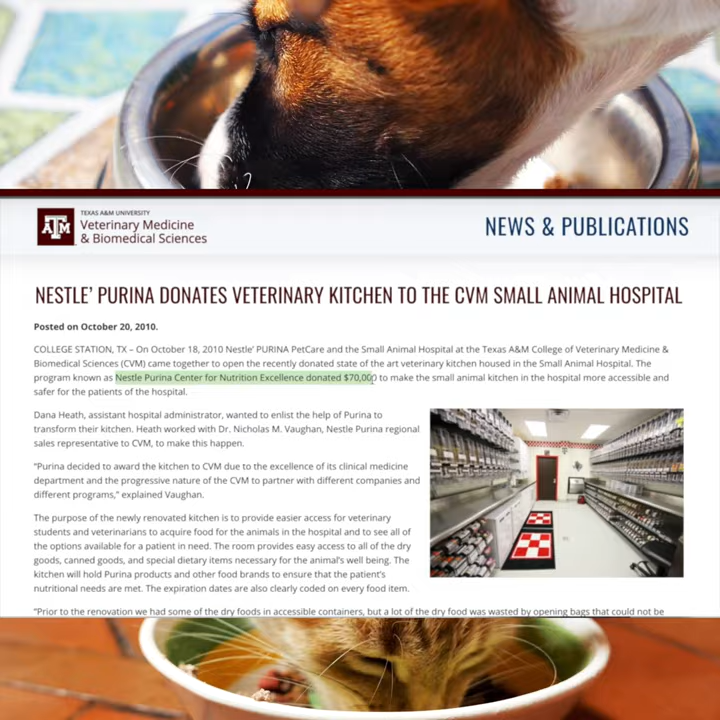 TEXAS A&M UNIVERSITY
Veterinary Medicine
& Biomedical Sciences
NEWS & PUBLICATIONS
NESTLE' PURINA DONATES VETERINARY KITCHEN TO THE CVM SMALL ANIMAL HOSPITAL
Posted on October 20, 2010.
COLLEGE STATION, TX – On October 18, 2010 Nestle' PURINA PetCare and the Small Animal Hospital at the Texas A&M College of Veterinary Medicine &
Biomedical Sciences (CVM) came together to open the recently donated state of the art veterinary kitchen housed in the Small Animal Hospital. The
program known as Nestle Purina Center for Nutrition Excellence donated $70,000 to make the small animal kitchen in the hospital more accessible and
safer for the patients of the hospital.
Dana Heath, assistant hospital administrator, wanted to enlist the help of Purina to
transform their kitchen. Heath worked with Dr. Nicholas M. Vaughan, Nestle Purina regional
sales representative to CVM, to make this happen.
"Purina decided to award the kitchen to CVM due to the excellence of its clinical medicine
department and the progressive nature of the CVM to partner with different companies and
different programs," explained Vaughan.
The purpose of the newly renovated kitchen is to provide easier access for veterinary
students and veterinarians to acquire food for the animals in the hospital and to see all of
the options available for a patient in need. The room provides easy access to all of the dry
goods, canned goods, and special dietary items necessary for the animal's well being. The
kitchen will hold Purina products and other food brands to ensure that the patient's
nutritional needs are met. The expiration dates are also clearly coded on every food item.
"Prior to the renovation we had some of the dry foods in accessible containers, but a lot of the dry food was wasted by opening bags that could not be